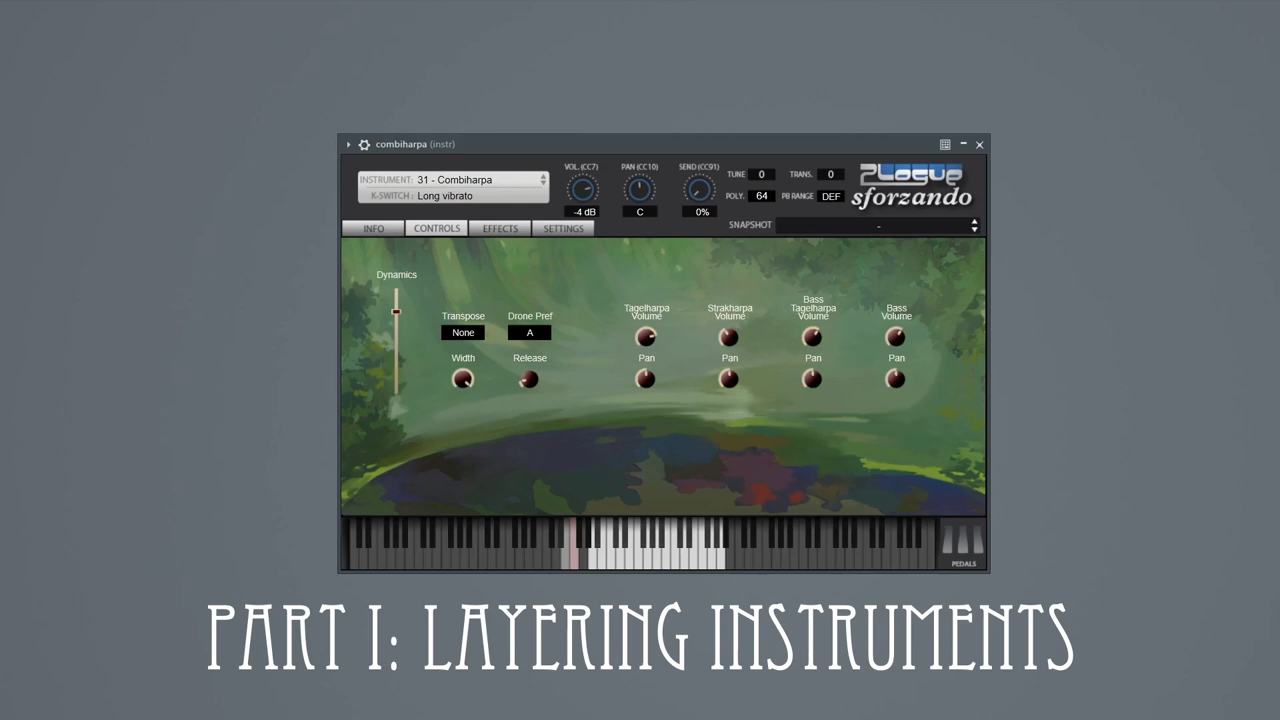 combiharpa (instr)
INSTRUMENT: 31 - Combiharpa
K-SWITCH: Long vibrato
VOL. (CC7)
-4 dB
PAN (CC10)
C
SEND (CC91)
0%
TUNE 0
TRANS. 0
POLY. 64
PB RANGE DEF
Plogue
sforzando
SNAPSHOT -
INFO CONTROLS EFFECTS SETTINGS
Dynamics
Transpose
None
Drone Pref
A
Width
Release
Tagelharpa
Volume
Strakharpa
Volume
Bass
Tagelharpa
Volume
Bass
Volume
Pan Pan Pan Pan
PEDALS
PART I: LAYERING INSTRUMENTS